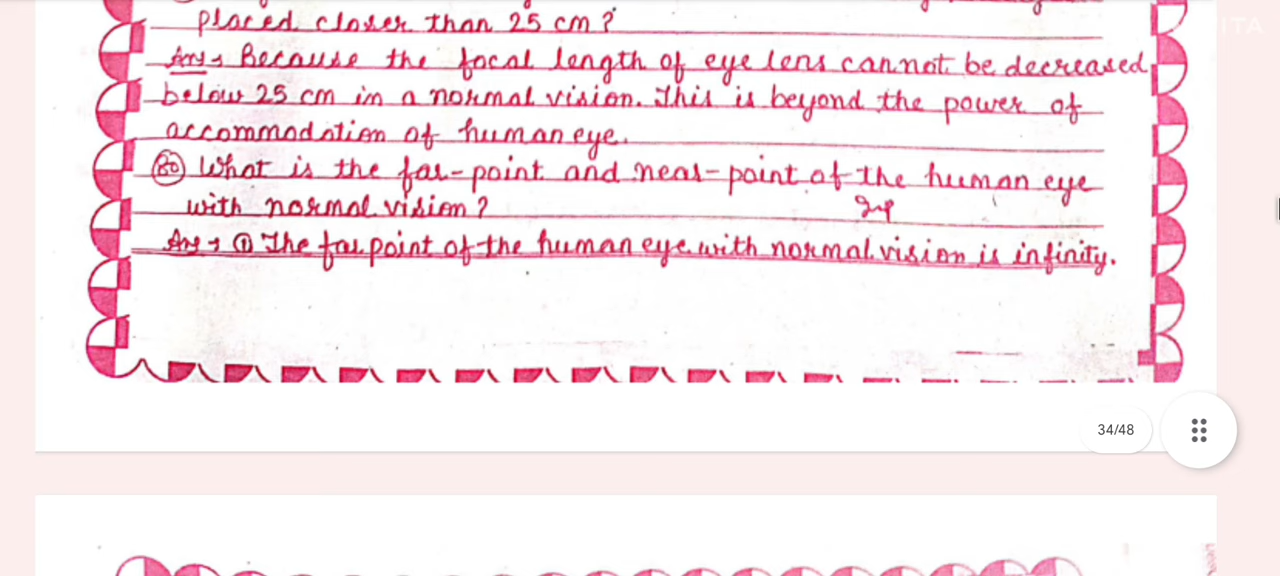 placed closer than 25 cm?
Ans → Because the focal length of eye lens cannot be decreased
below 25 cm in a normal vision. This is beyond the power of
accommodation of human eye.
(80) What is the far-point and near-point of the human eye
with normal vision?
Ans → ① The far point of the human eye with normal vision is infinity.
34/48